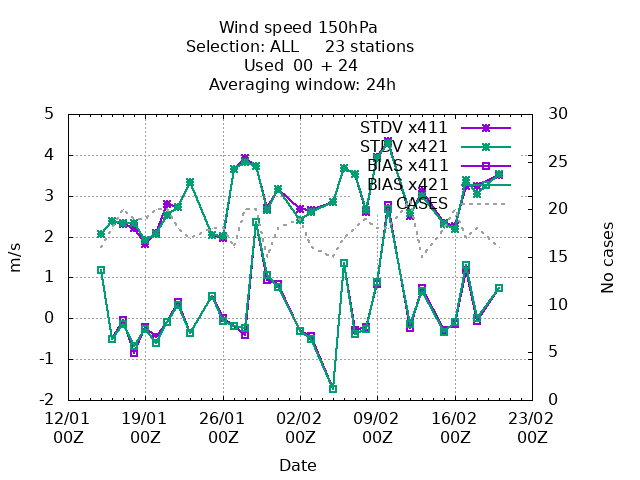 Wind speed 150hPa
Selection: ALL 23 stations
Used 00 + 24
Averaging window: 24h
STDV x411
STDV x421
BIAS x411
BIAS x421
CASES
5
4
3
2
1
0
-1
-2
m/s
30
25
20
15
10
5
0
No cases
12/01 19/01 26/01 02/02 09/02 16/02 23/02
00Z 00Z 00Z 00Z 00Z 00Z 00Z
Date